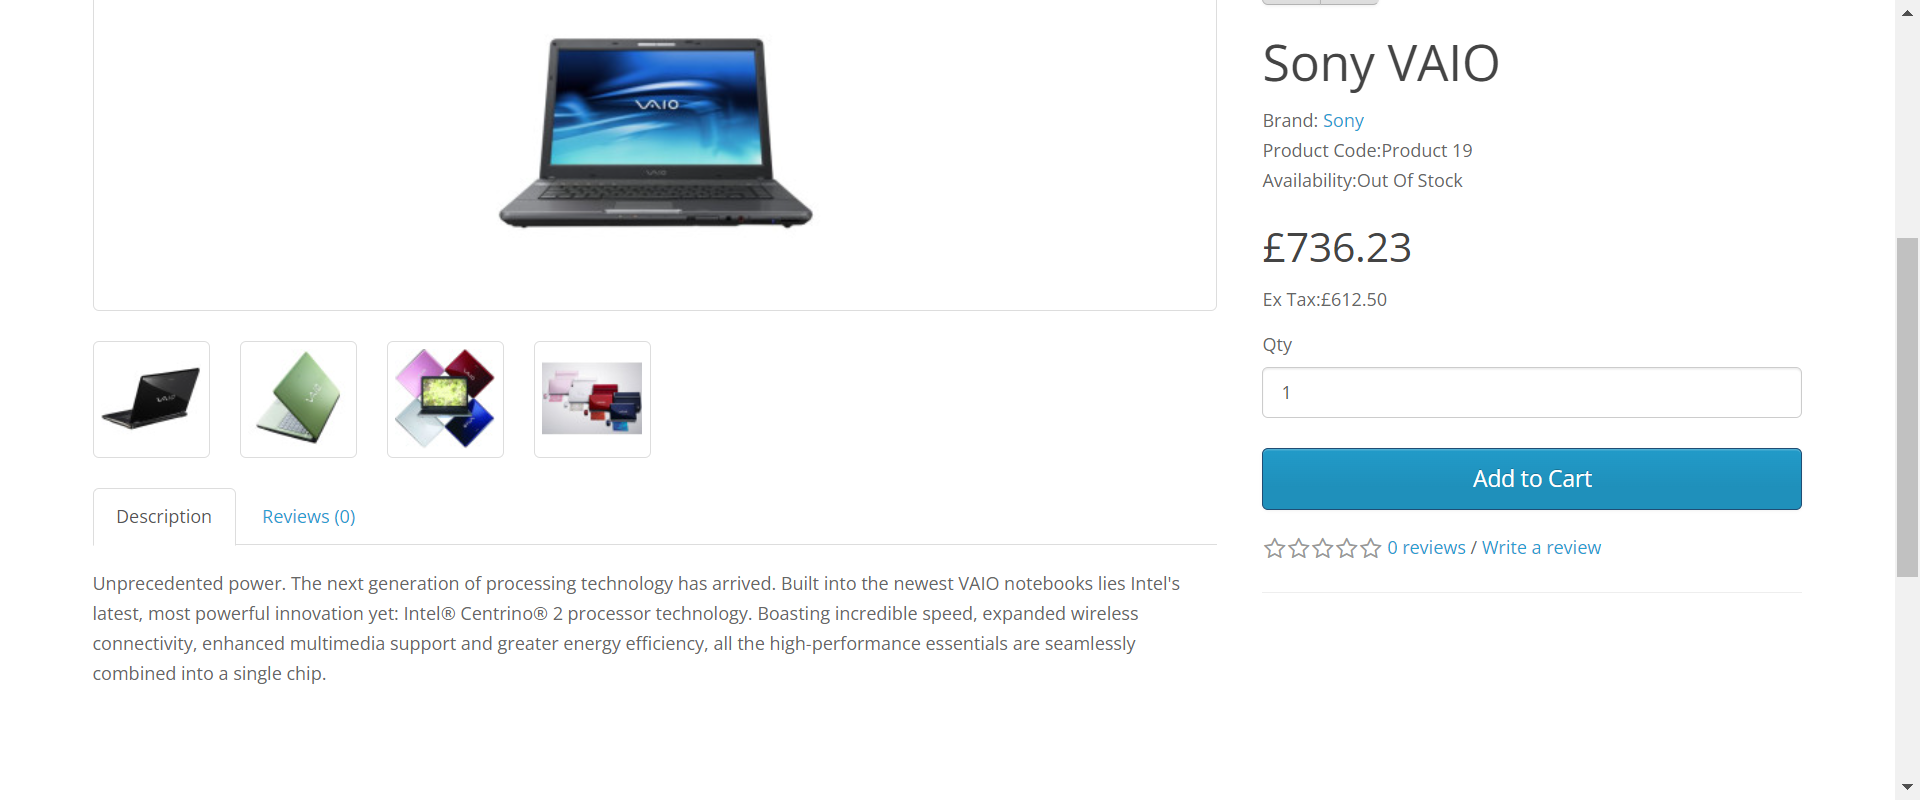 VAIO
VAIO
VAIO
VAIO
Description
Reviews (0)
Unprecedented power. The next generation of processing technology has arrived. Built into the newest VAIO notebooks lies Intel's
latest, most powerful innovation yet: Intel® Centrino® 2 processor technology. Boasting incredible speed, expanded wireless
connectivity, enhanced multimedia support and greater energy efficiency, all the high-performance essentials are seamlessly
combined into a single chip.
Sony VAIO
Brand: Sony
Product Code:Product 19
Availability:Out Of Stock
£736.23
Ex Tax:£612.50
Qty
1
Add to Cart
0 reviews / Write a review